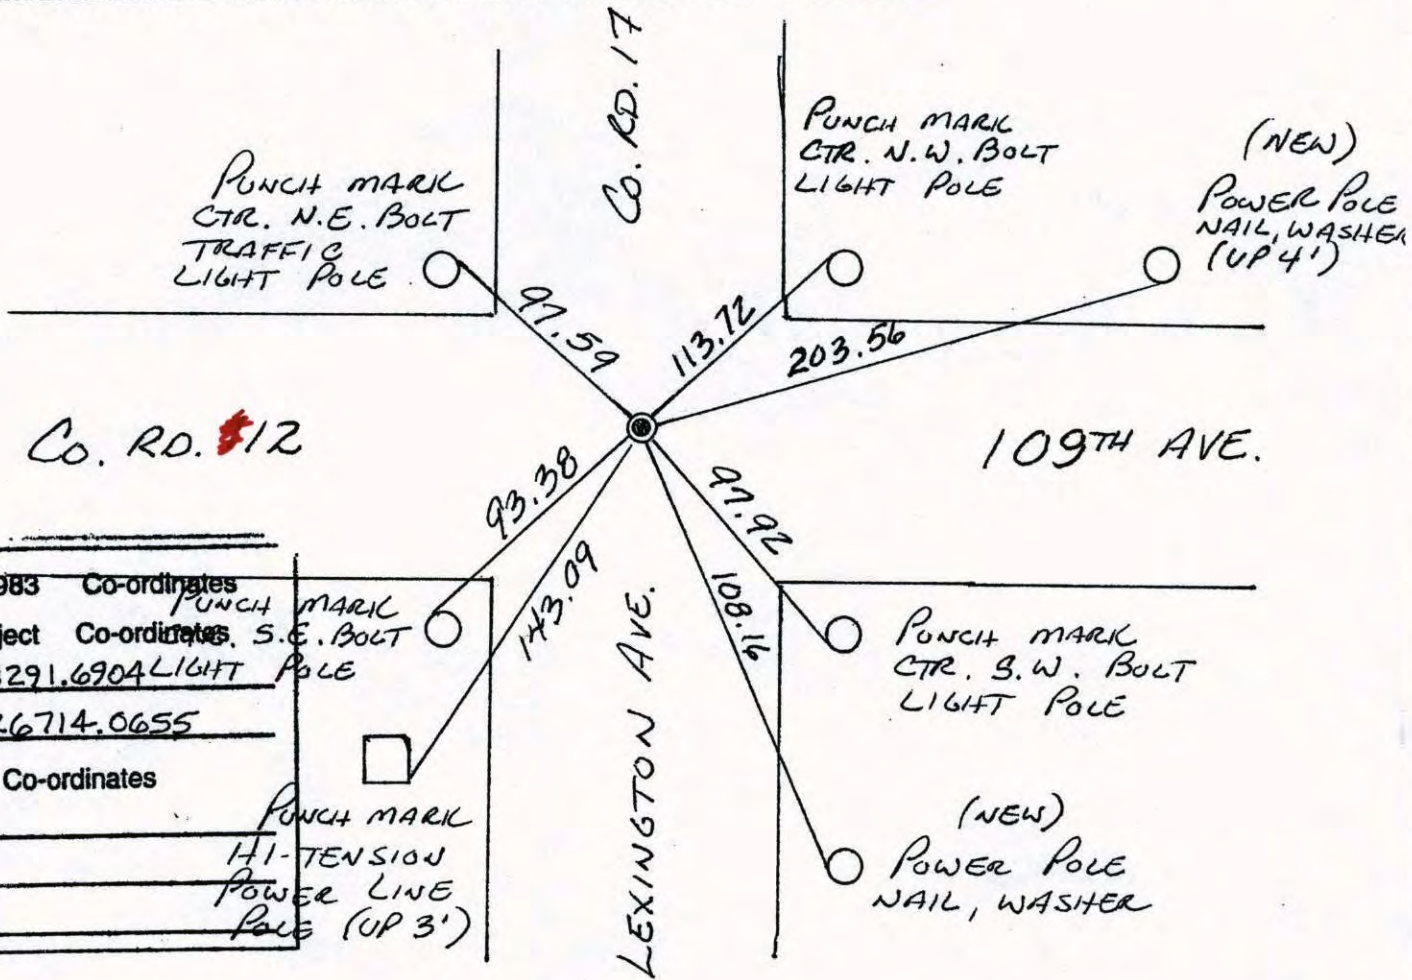 Co. RD. 17
PUNCH MARK
CTR. N.E. BOLT
TRAFFIC
LIGHT POLE
PUNCH MARK
CTR. N.W. BOLT
LIGHT POLE
(NEW)
POWER POLE
NAIL, WASHER
(UP 4')
97.59
113.72
203.56
Co. RD. #12
109TH AVE.
93.38
143.09
97.92
108.16
983 Co-ordinates
ject Co-ordinates
291.6904
26714.0655
Co-ordinates
PUNCH MARK
S.E. BOLT
LIGHT POLE
PUNCH MARK
HI-TENSION
POWER LINE
POLE (UP 3')
LEXINGTON AVE.
PUNCH MARK
CTR. S.W. BOLT
LIGHT POLE
(NEW)
POWER POLE
NAIL, WASHER